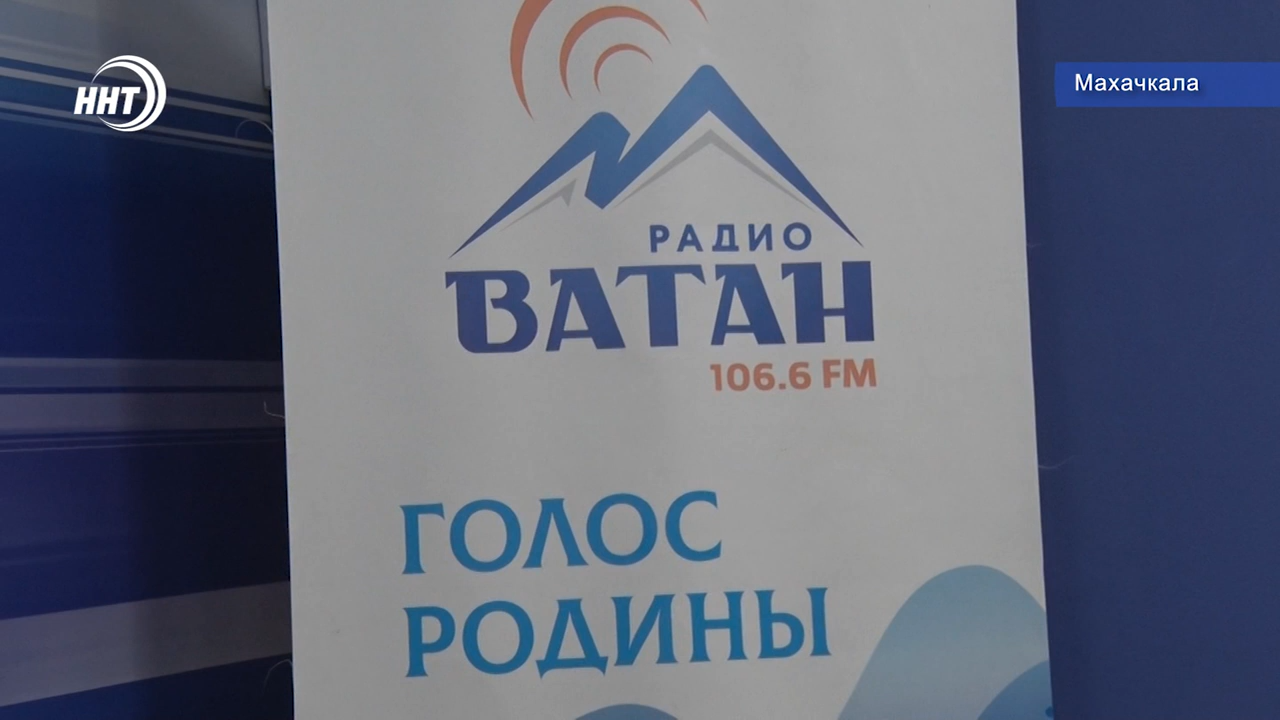 ННТ
Махачкала
РАДИО
ВАТАН
106.6 FM
ГОЛОС
РОДИНЫ